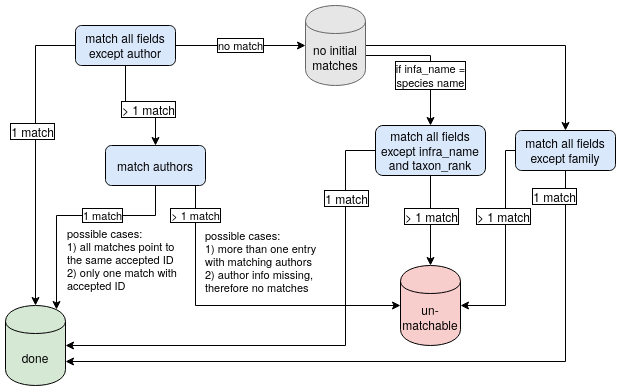 match all fields
except author
no match
no initial
matches
if infa_name =
species name
1 match
> 1 match
match all fields
except infra_name
and taxon_rank
match all fields
except family
match authors
1 match
> 1 match
1 match
> 1 match
> 1 match
1 match
possible cases:
1) all matches point to
the same accepted ID
2) only one match with
accepted ID
possible cases:
1) more than one entry
with matching authors
2) author info missing,
therefore no matches
un-
matchable
done